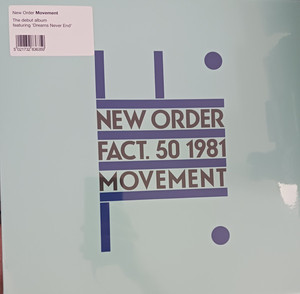 New Order Movement
The debut album
featuring 'Dreams Never End'
NEW ORDER
FACT. 50 1981
MOVEMENT